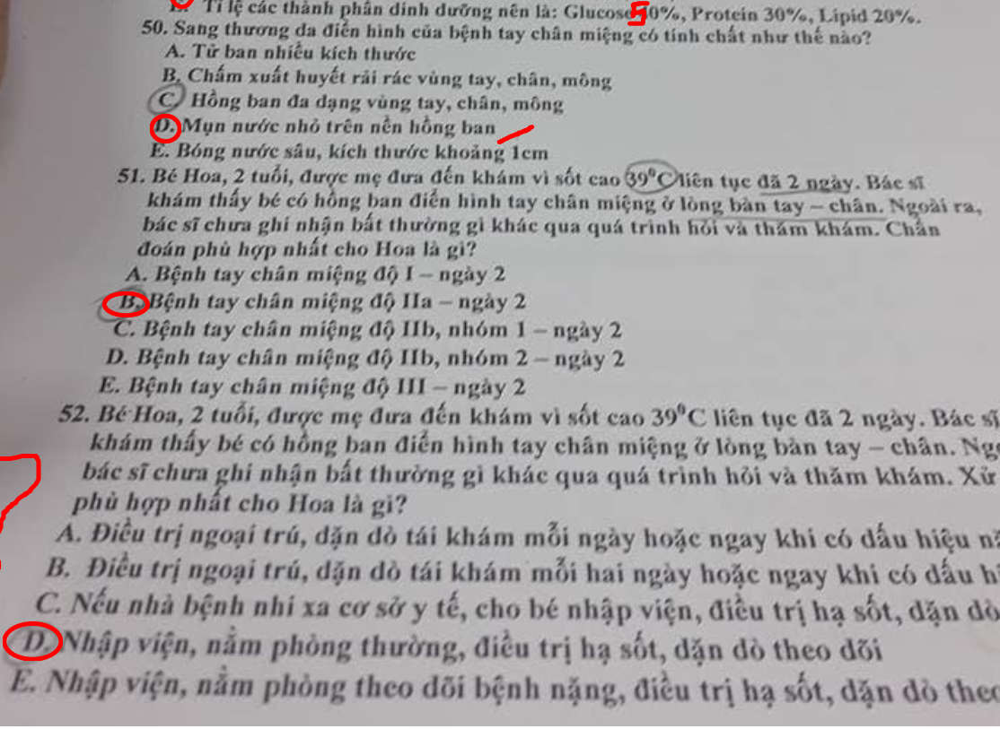 Tỉ lệ các thành phần dinh dưỡng nên là: Glucose 50%, Protein 30%, Lipid 20%.
50. Sang thương da điển hình của bệnh tay chân miệng có tính chất như thế nào?
A. Tử ban nhiều kích thước
B. Chấm xuất huyết rải rác vùng tay, chân, mông
C. Hồng ban đa dạng vùng tay, chân, mông
D. Mụn nước nhỏ trên nền hồng ban
E. Bóng nước sâu, kích thước khoảng 1cm
51. Bé Hoa, 2 tuổi, được mẹ đưa đến khám vì sốt cao 39⁰C liên tục đã 2 ngày. Bác sĩ
khám thấy bé có hồng ban điển hình tay chân miệng ở lòng bàn tay – chân. Ngoài ra,
bác sĩ chưa ghi nhận bất thường gì khác qua quá trình hỏi và thăm khám. Chẩn
đoán phù hợp nhất cho Hoa là gì?
A. Bệnh tay chân miệng độ I – ngày 2
B. Bệnh tay chân miệng độ IIa – ngày 2
C. Bệnh tay chân miệng độ IIb, nhóm 1 – ngày 2
D. Bệnh tay chân miệng độ IIb, nhóm 2 – ngày 2
E. Bệnh tay chân miệng độ III – ngày 2
52. Bé Hoa, 2 tuổi, được mẹ đưa đến khám vì sốt cao 39⁰C liên tục đã 2 ngày. Bác sĩ
khám thấy bé có hồng ban điển hình tay chân miệng ở lòng bàn tay – chân.
bác sĩ chưa ghi nhận bất thường gì khác qua quá trình hỏi và thăm khám. Xử
phù hợp nhất cho Hoa là gì?
A. Điều trị ngoại trú, dặn dò tái khám mỗi ngày hoặc ngay khi có dấu hiệu
B. Điều trị ngoại trú, dặn dò tái khám mỗi hai ngày hoặc ngay khi có dấu
C. Nếu nhà bệnh nhi xa cơ sở y tế, cho bé nhập viện, điều trị hạ sốt, dặn dò
D. Nhập viện, nằm phòng thường, điều trị hạ sốt, dặn dò theo dõi
E. Nhập viện, nằm phòng theo dõi bệnh nặng, điều trị hạ sốt, dặn dò theo